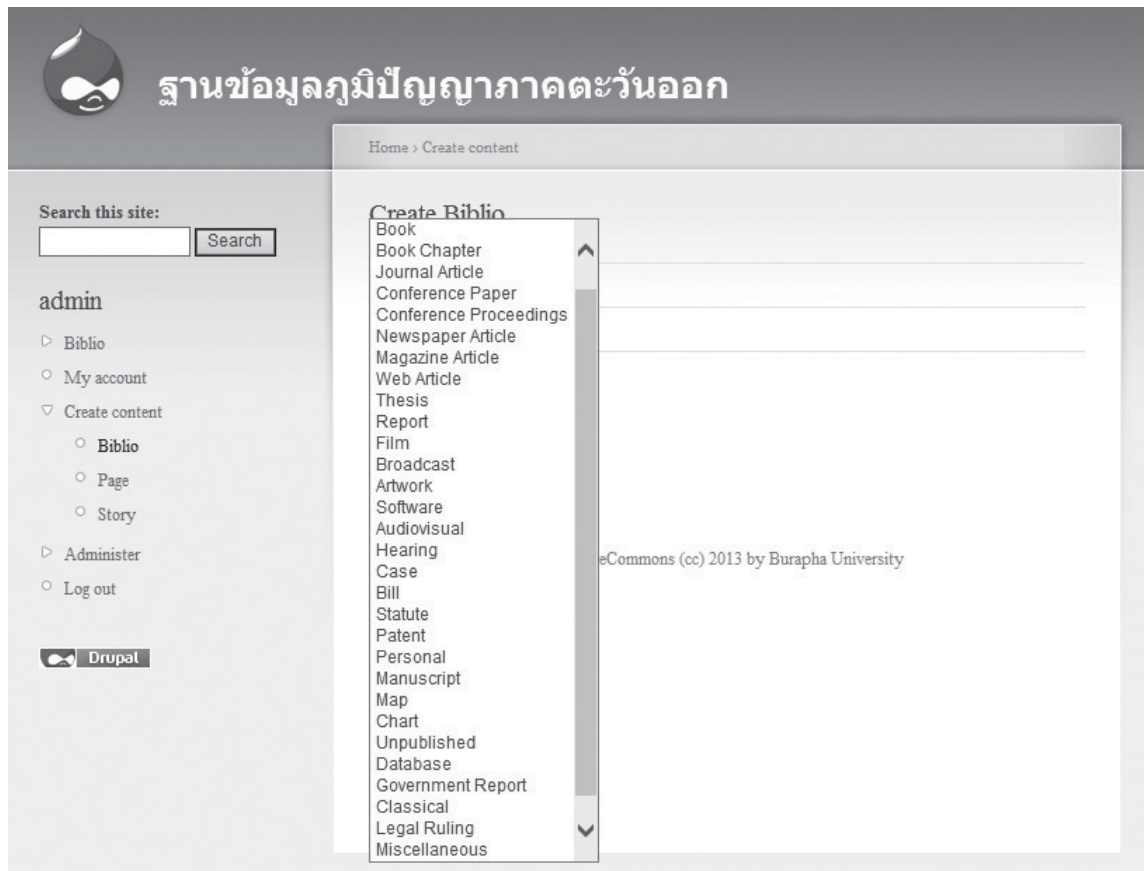 ฐานข้อมูลภูมิปัญญาภาคตะวันออก
Home › Create content
Search this site:
Search
admin
Biblio
My account
Create content
Biblio
Page
Story
Administer
Log out
Drupal
Create Biblio
Book
Book Chapter
Journal Article
Conference Paper
Conference Proceedings
Newspaper Article
Magazine Article
Web Article
Thesis
Report
Film
Broadcast
Artwork
Software
Audiovisual
Hearing
Case
Bill
Statute
Patent
Personal
Manuscript
Map
Chart
Unpublished
Database
Government Report
Classical
Legal Ruling
Miscellaneous
eCommons (cc) 2013 by Burapha University